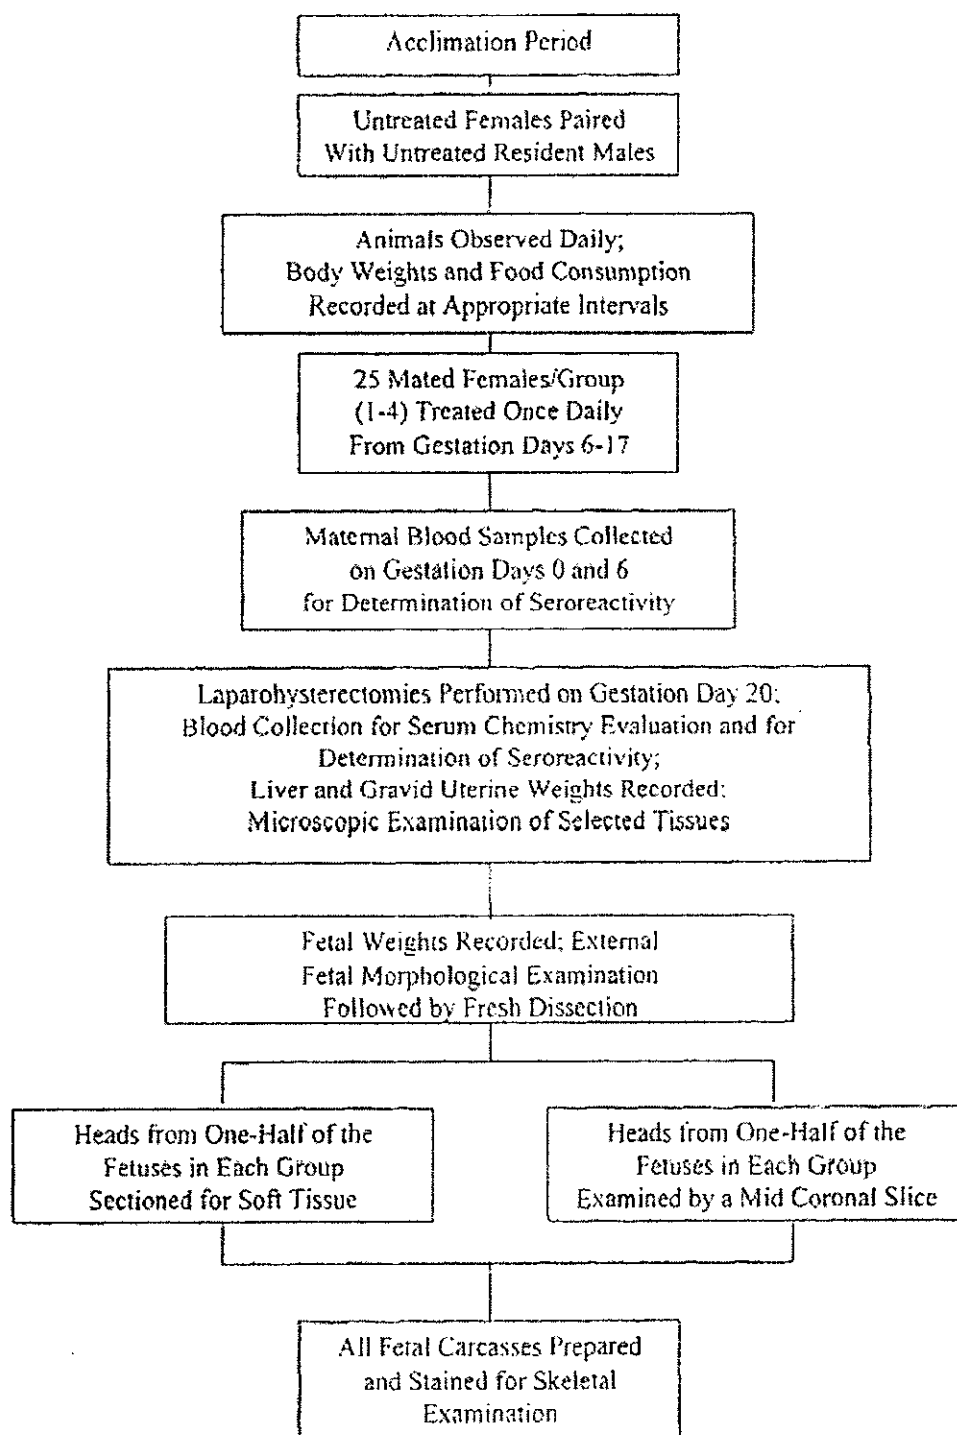 Acclimation Period
Untreated Females Paired
With Untreated Resident Males
Animals Observed Daily;
Body Weights and Food Consumption
Recorded at Appropriate Intervals
25 Mated Females/Group
(1-4) Treated Once Daily
From Gestation Days 6-17
Maternal Blood Samples Collected
on Gestation Days 0 and 6
for Determination of Seroreactivity
Laparohysterectomies Performed on Gestation Day 20;
Blood Collection for Serum Chemistry Evaluation and for
Determination of Seroreactivity;
Liver and Gravid Uterine Weights Recorded;
Microscopic Examination of Selected Tissues
Fetal Weights Recorded; External
Fetal Morphological Examination
Followed by Fresh Dissection
Heads from One-Half of the
Fetuses in Each Group
Sectioned for Soft Tissue
Heads from One-Half of the
Fetuses in Each Group
Examined by a Mid Coronal Slice
All Fetal Carcasses Prepared
and Stained for Skeletal
Examination